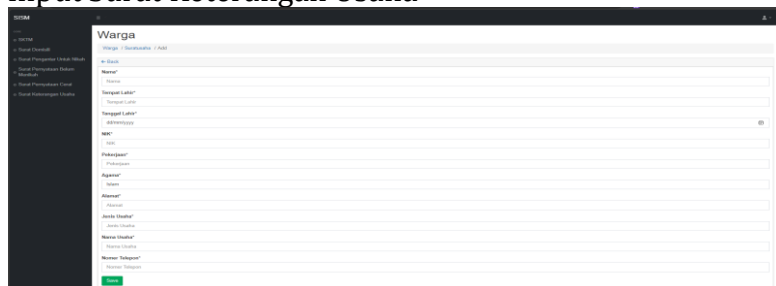 Input Surat Keterangan Usaha
SISM
Warga
Warga / Suratusaha / Add
SKTM
Surat Domisili
Surat Pengantar Untuk Nikah
Surat Pernyataan Belum Menikah
Surat Pernyataan Cerai
Surat Keterangan Usaha
Back
Nama*
Nama
Tempat Lahir*
Tempat Lahir
Tanggal Lahir*
dd/mm/yyyy
NIK*
NIK
Pekerjaan*
Pekerjaan
Agama*
Islam
Alamat*
Alamat
Jenis Usaha*
Jenis Usaha
Nama Usaha*
Nama Usaha
Nomor Telepon*
Nomor Telepon
Save